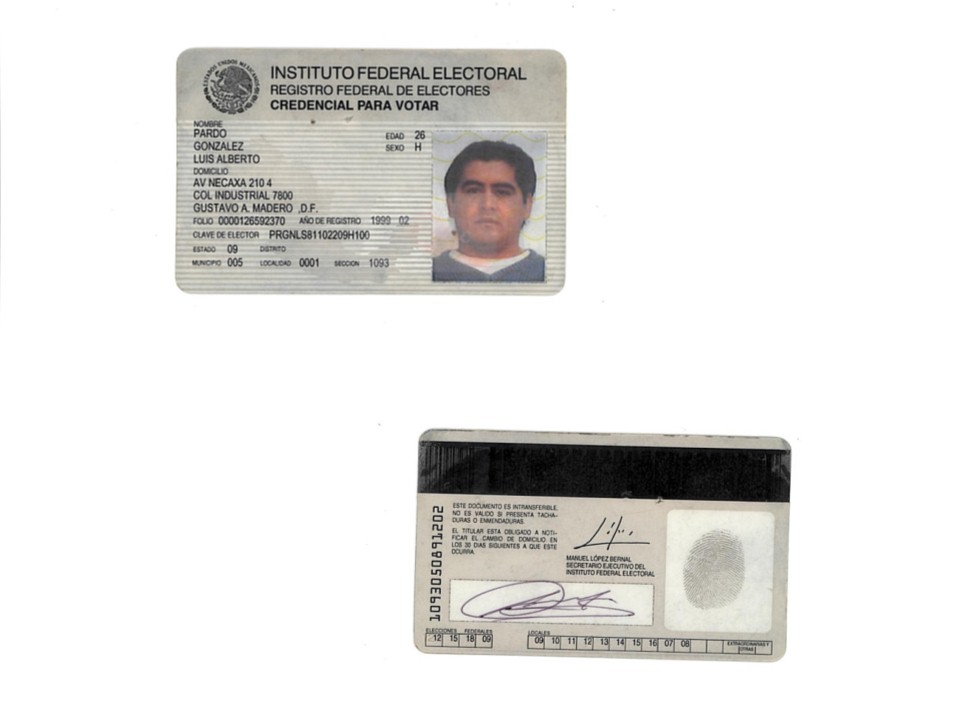 ESTADOS UNIDOS MEXICANOS
INSTITUTO FEDERAL ELECTORAL
REGISTRO FEDERAL DE ELECTORES
CREDENCIAL PARA VOTAR
NOMBRE
PARDO
GONZALEZ
LUIS ALBERTO
EDAD 26
SEXO H
DOMICILIO
AV NECAXA 210 4
COL INDUSTRIAL 7800
GUSTAVO A. MADERO ,D.F.
FOLIO 0000126592370 AÑO DE REGISTRO 1999 02
CLAVE DE ELECTOR PRGNLS81102209H100
ESTADO 09 DISTRITO
MUNICIPIO 005 LOCALIDAD 0001 SECCION 1093
ESTE DOCUMENTO ES INTRANSFERIBLE,
NO ES VALIDO SI PRESENTA TACHA-
DURAS O ENMENDADURAS.
EL TITULAR ESTA OBLIGADO A NOTI-
FICAR EL CAMBIO DE DOMICILIO EN
LOS 30 DIAS SIGUIENTES A QUE ESTE
OCURRA.
MANUEL LÓPEZ BERNAL
SECRETARIO EJECUTIVO DEL
INSTITUTO FEDERAL ELECTORAL
1093050891202
ELECCIONES FEDERALES
12 15 18 09
LOCALES
09 10 11 12 13 14 15 16 07 08
EXTRAORDINARIAS Y
OTRAS